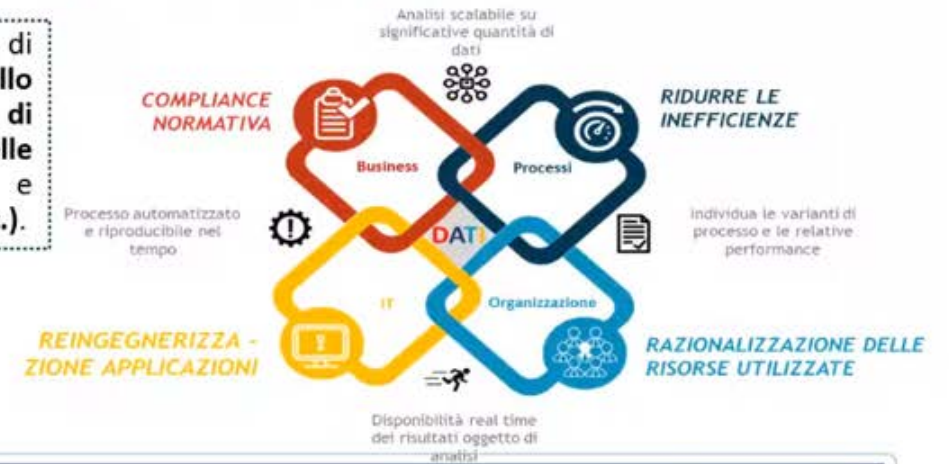 di
llo
di
lle
e
.).
Analisi scalabile su
significative quantità di
dati
COMPLIANCE
NORMATIVA
RIDURRE LE
INEFFICIENZE
Business
Processi
Processo automatizzato
e riproducibile nel
tempo
DATI
Individua le varianti di
processo e le relative
performance
IT
Organizzazione
REINGEGNERIZZA -
ZIONE APPLICAZIONI
RAZIONALIZZAZIONE DELLE
RISORSE UTILIZZATE
Disponibilità real time
dei risultati oggetto di
analisi